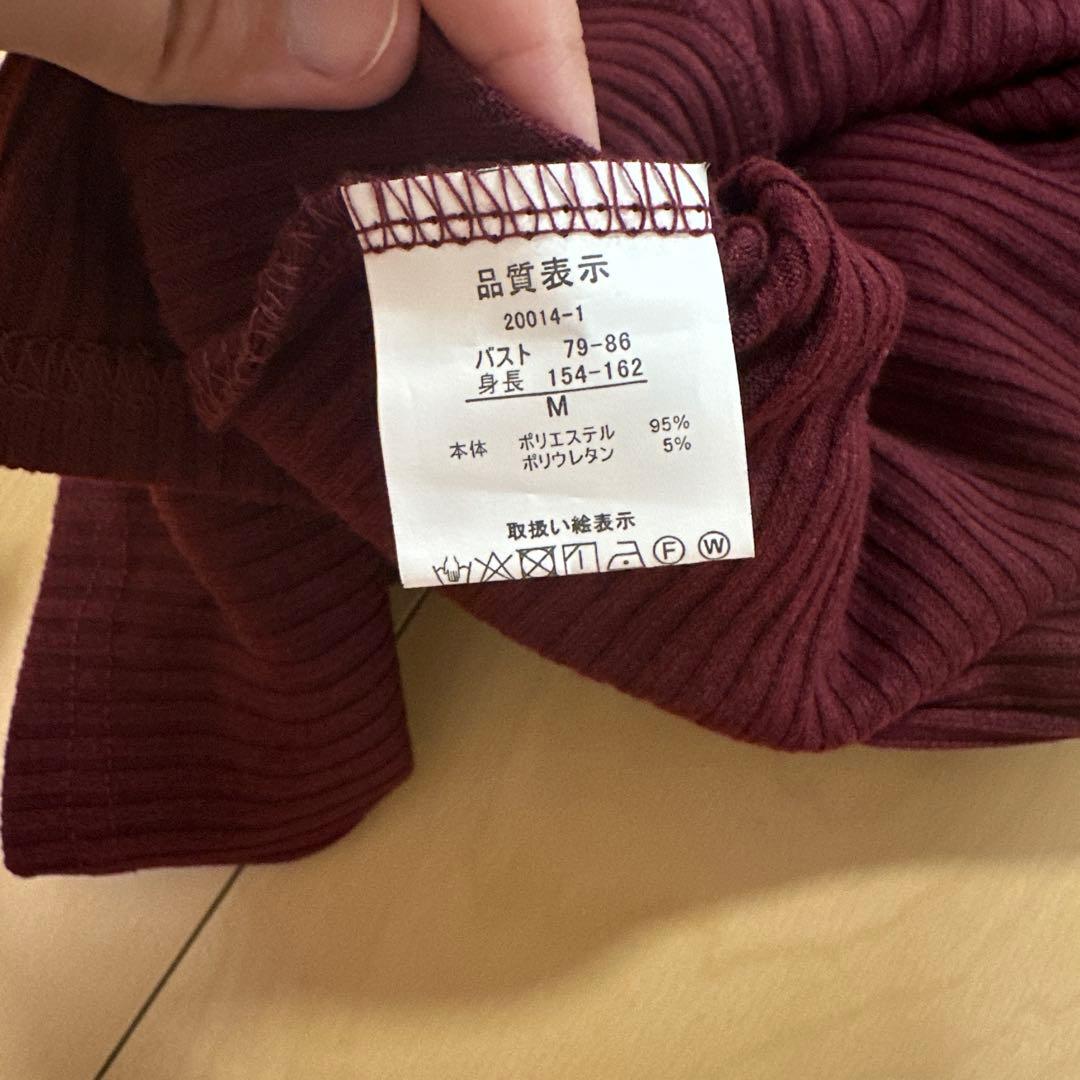 品質表示
20014-1
バスト 79-86
身長 154-162
M
本体 ポリエステル 95%
ポリウレタン 5%
取扱い絵表示
F W